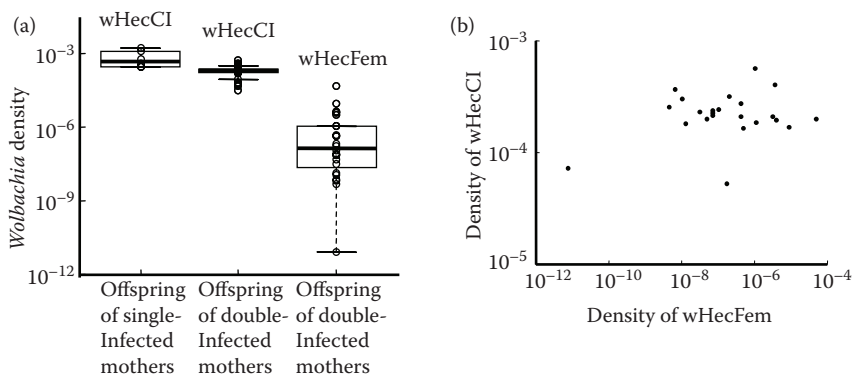 (a)
wHecCI
wHecCI
wHecFem
Wolbachia density
10⁻³
10⁻⁶
10⁻⁹
10⁻¹²
Offspring
of single-
Infected
mothers
Offspring
of double-
Infected
mothers
Offspring
of double-
Infected
mothers
(b)
Density of wHecCI
10⁻³
10⁻⁴
10⁻⁵
10⁻¹²
10⁻¹⁰
10⁻⁸
10⁻⁶
10⁻⁴
Density of wHecFem